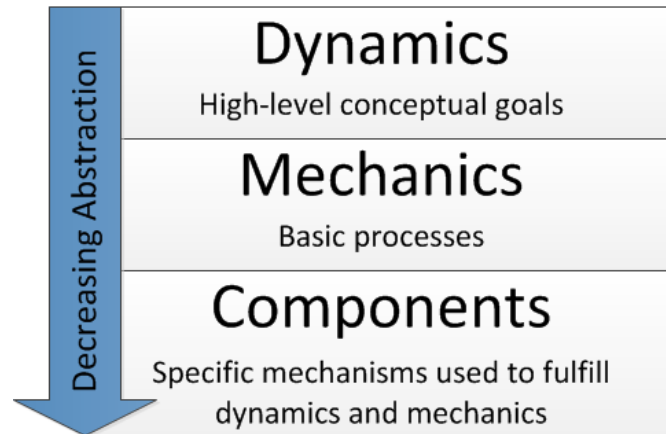 Decreasing Abstraction
Dynamics
High-level conceptual goals
Mechanics
Basic processes
Components
Specific mechanisms used to fulfill
dynamics and mechanics